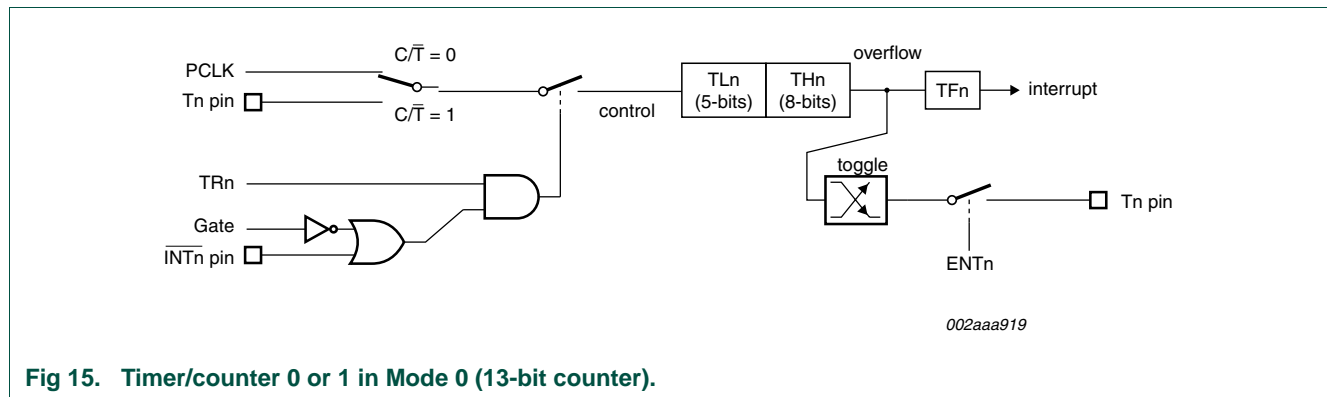 overflow
C/T̅ = 0
PCLK
Tn pin
C/T̅ = 1
control
TLn
(5-bits)
THn
(8-bits)
TFn
interrupt
toggle
TRn
Gate
I̅N̅T̅n̅ pin
Tn pin
ENTn
002aaa919
Fig 15. Timer/counter 0 or 1 in Mode 0 (13-bit counter).